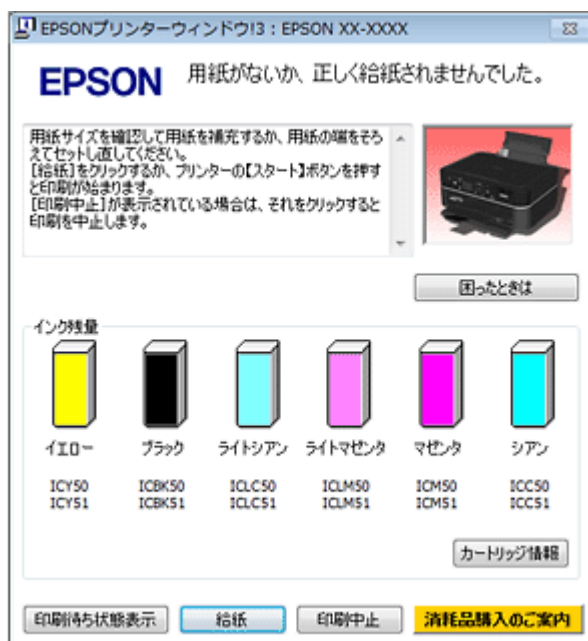 EPSONプリンターウィンドウ!3 : EPSON XX-XXXX
EPSON
用紙がないか、正しく給紙されませんでした。
用紙サイズを確認して用紙を補充するか、用紙の端をそろ
えてセットし直してください。
[給紙]をクリックするか、プリンターの【スタート】ボタンを押す
と印刷が始まります。
[印刷中止]が表示されている場合は、それをクリックすると
印刷を中止します。
困ったときは
インク残量
イエロー ブラック ライトシアン ライトマゼンタ マゼンタ シアン
ICY50 ICBK50 ICLC50 ICLM50 ICM50 ICC50
ICY51 ICBK51 ICLC51 ICLM51 ICM51 ICC51
カートリッジ情報
印刷待ち状態表示 給紙 印刷中止 消耗品購入のご案内